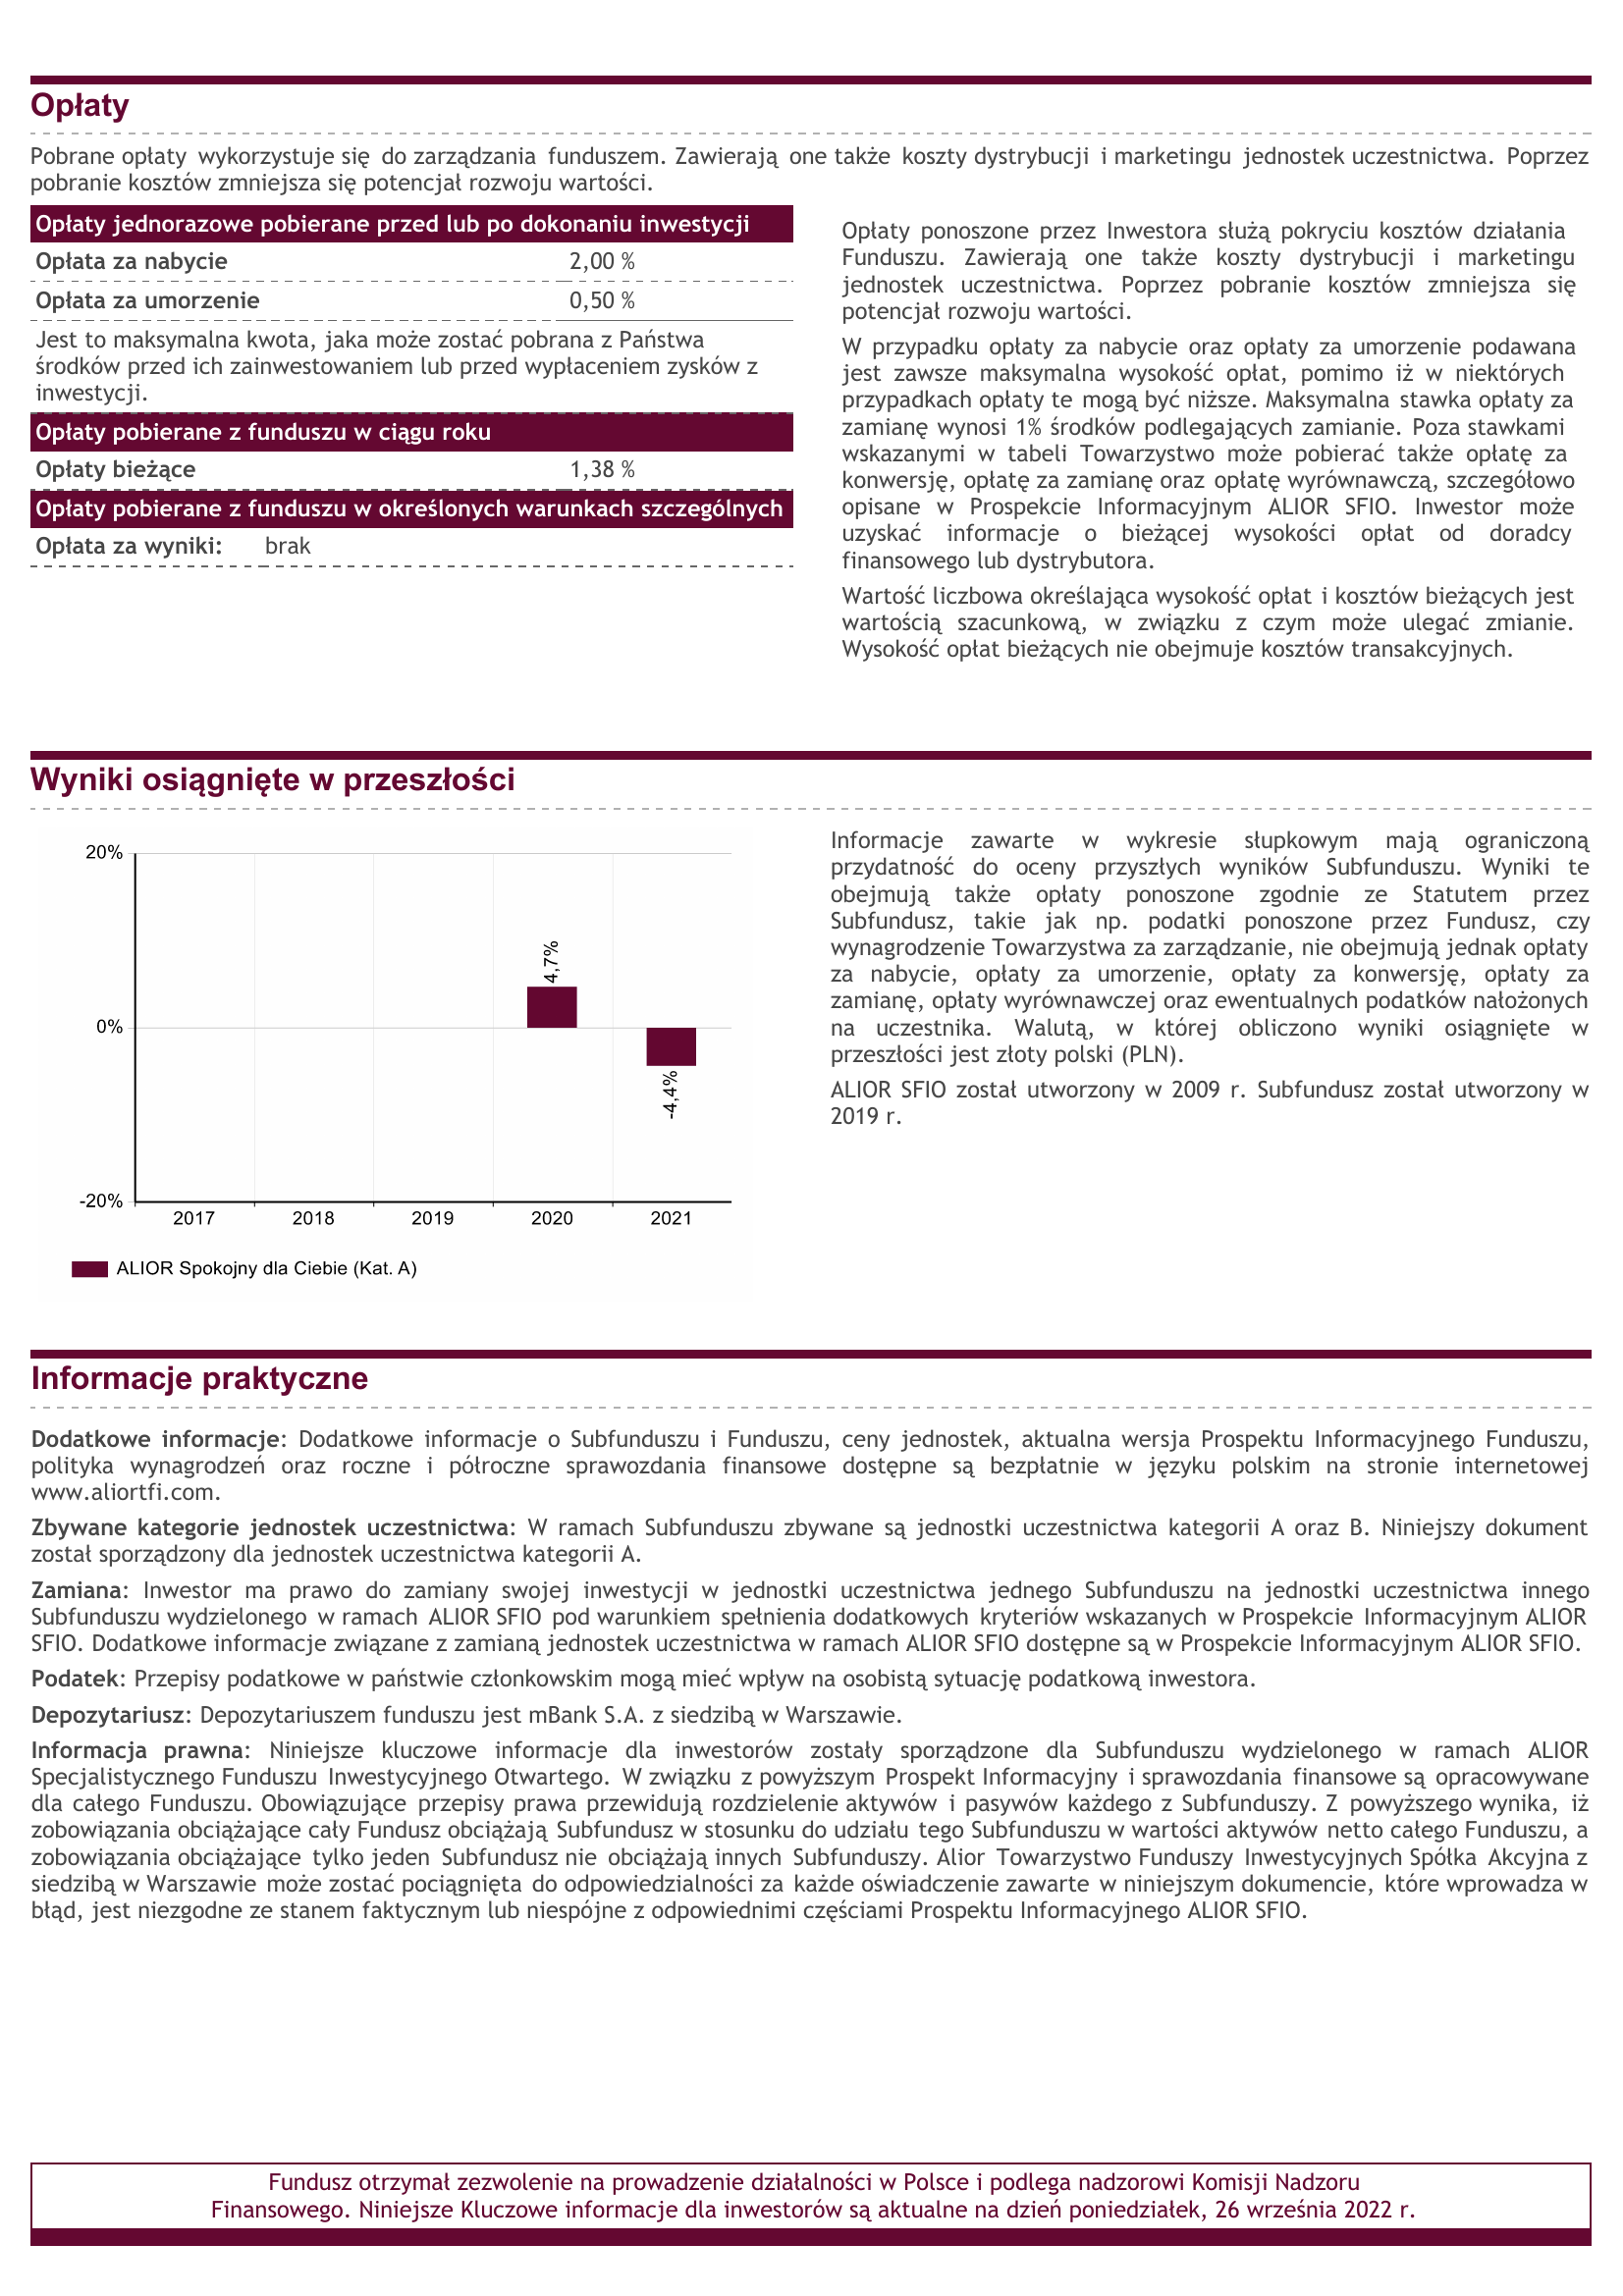 Opłaty
Pobrane opłaty wykorzystuje się do zarządzania funduszem. Zawierają one także koszty dystrybucji i marketingu jednostek uczestnictwa. Poprzez
pobranie kosztów zmniejsza się potencjał rozwoju wartości.
Opłaty jednorazowe pobierane przed lub po dokonaniu inwestycji
Opłata za nabycie 2,00 %
Opłata za umorzenie 0,50 %
Jest to maksymalna kwota, jaka może zostać pobrana z Państwa
środków przed ich zainwestowaniem lub przed wypłaceniem zysków z
inwestycji.
Opłaty pobierane z funduszu w ciągu roku
Opłaty bieżące 1,38 %
Opłaty pobierane z funduszu w określonych warunkach szczególnych
Opłata za wyniki: brak
Opłaty ponoszone przez Inwestora służą pokryciu kosztów działania
Funduszu. Zawierają one także koszty dystrybucji i marketingu
jednostek uczestnictwa. Poprzez pobranie kosztów zmniejsza się
potencjał rozwoju wartości.
W przypadku opłaty za nabycie oraz opłaty za umorzenie podawana
jest zawsze maksymalna wysokość opłat, pomimo iż w niektórych
przypadkach opłaty te mogą być niższe. Maksymalna stawka opłaty za
zamianę wynosi 1% środków podlegających zamianie. Poza stawkami
wskazanymi w tabeli Towarzystwo może pobierać także opłatę za
konwersję, opłatę za zamianę oraz opłatę wyrównawczą, szczegółowo
opisane w Prospekcie Informacyjnym ALIOR SFIO. Inwestor może
uzyskać informacje o bieżącej wysokości opłat od doradcy
finansowego lub dystrybutora.
Wartość liczbowa określająca wysokość opłat i kosztów bieżących jest
wartością szacunkową, w związku z czym może ulegać zmianie.
Wysokość opłat bieżących nie obejmuje kosztów transakcyjnych.
Wyniki osiągnięte w przeszłości
20%
0%
-20%
4,7%
-4,4%
2017 2018 2019 2020 2021
ALIOR Spokojny dla Ciebie (Kat. A)
Informacje zawarte w wykresie słupkowym mają ograniczoną
przydatność do oceny przyszłych wyników Subfunduszu. Wyniki te
obejmują także opłaty ponoszone zgodnie ze Statutem przez
Subfundusz, takie jak np. podatki ponoszone przez Fundusz, czy
wynagrodzenie Towarzystwa za zarządzanie, nie obejmują jednak opłaty
za nabycie, opłaty za umorzenie, opłaty za konwersję, opłaty za
zamianę, opłaty wyrównawczej oraz ewentualnych podatków nałożonych
na uczestnika. Walutą, w której obliczono wyniki osiągnięte w
przeszłości jest złoty polski (PLN).
ALIOR SFIO został utworzony w 2009 r. Subfundusz został utworzony w
2019 r.
Informacje praktyczne
Dodatkowe informacje: Dodatkowe informacje o Subfunduszu i Funduszu, ceny jednostek, aktualna wersja Prospektu Informacyjnego Funduszu,
polityka wynagrodzeń oraz roczne i półroczne sprawozdania finansowe dostępne są bezpłatnie w języku polskim na stronie internetowej
www.aliortfi.com.
Zbywane kategorie jednostek uczestnictwa: W ramach Subfunduszu zbywane są jednostki uczestnictwa kategorii A oraz B. Niniejszy dokument
został sporządzony dla jednostek uczestnictwa kategorii A.
Zamiana: Inwestor ma prawo do zamiany swojej inwestycji w jednostki uczestnictwa jednego Subfunduszu na jednostki uczestnictwa innego
Subfunduszu wydzielonego w ramach ALIOR SFIO pod warunkiem spełnienia dodatkowych kryteriów wskazanych w Prospekcie Informacyjnym ALIOR
SFIO. Dodatkowe informacje związane z zamianą jednostek uczestnictwa w ramach ALIOR SFIO dostępne są w Prospekcie Informacyjnym ALIOR SFIO.
Podatek: Przepisy podatkowe w państwie członkowskim mogą mieć wpływ na osobistą sytuację podatkową inwestora.
Depozytariusz: Depozytariuszem funduszu jest mBank S.A. z siedzibą w Warszawie.
Informacja prawna: Niniejsze kluczowe informacje dla inwestorów zostały sporządzone dla Subfunduszu wydzielonego w ramach ALIOR
Specjalistycznego Funduszu Inwestycyjnego Otwartego. W związku z powyższym Prospekt Informacyjny i sprawozdania finansowe są opracowywane
dla całego Funduszu. Obowiązujące przepisy prawa przewidują rozdzielenie aktywów i pasywów każdego z Subfunduszy. Z powyższego wynika, iż
zobowiązania obciążające cały Fundusz obciążają Subfundusz w stosunku do udziału tego Subfunduszu w wartości aktywów netto całego Funduszu, a
zobowiązania obciążające tylko jeden Subfundusz nie obciążają innych Subfunduszy. Alior Towarzystwo Funduszy Inwestycyjnych Spółka Akcyjna z
siedzibą w Warszawie może zostać pociągnięta do odpowiedzialności za każde oświadczenie zawarte w niniejszym dokumencie, które wprowadza w
błąd, jest niezgodne ze stanem faktycznym lub niespójne z odpowiednimi częściami Prospektu Informacyjnego ALIOR SFIO.
Fundusz otrzymał zezwolenie na prowadzenie działalności w Polsce i podlega nadzorowi Komisji Nadzoru
Finansowego. Niniejsze Kluczowe informacje dla inwestorów są aktualne na dzień poniedziałek, 26 września 2022 r.